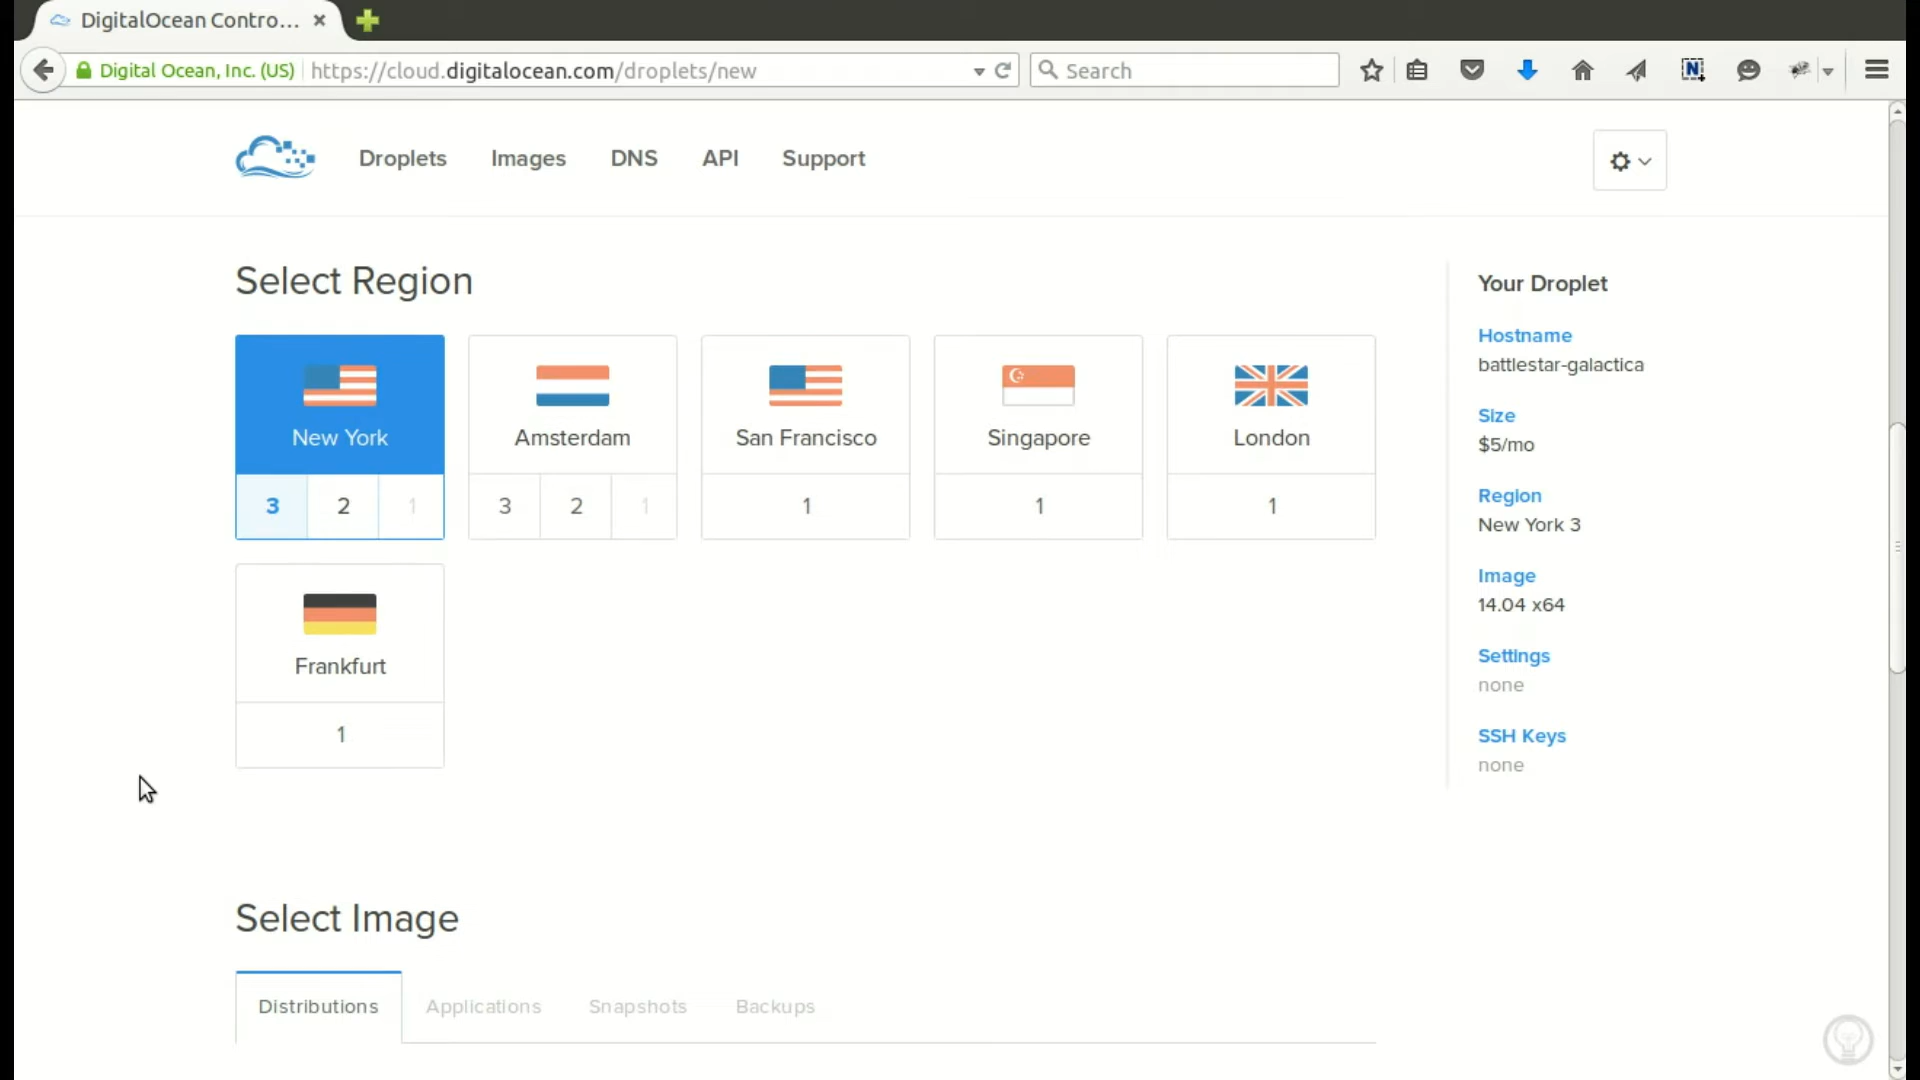 DigitalOcean Contro...
Digital Ocean, Inc. (US) https://cloud.digitalocean.com/droplets/new Search
Droplets Images DNS API Support
Select Region
New York
3 2 1
Amsterdam
3 2 1
San Francisco
1
Singapore
1
London
1
Frankfurt
1
Your Droplet
Hostname
battlestar-galactica
Size
$5/mo
Region
New York 3
Image
14.04 x64
Settings
none
SSH Keys
none
Select Image
Distributions Applications Snapshots Backups